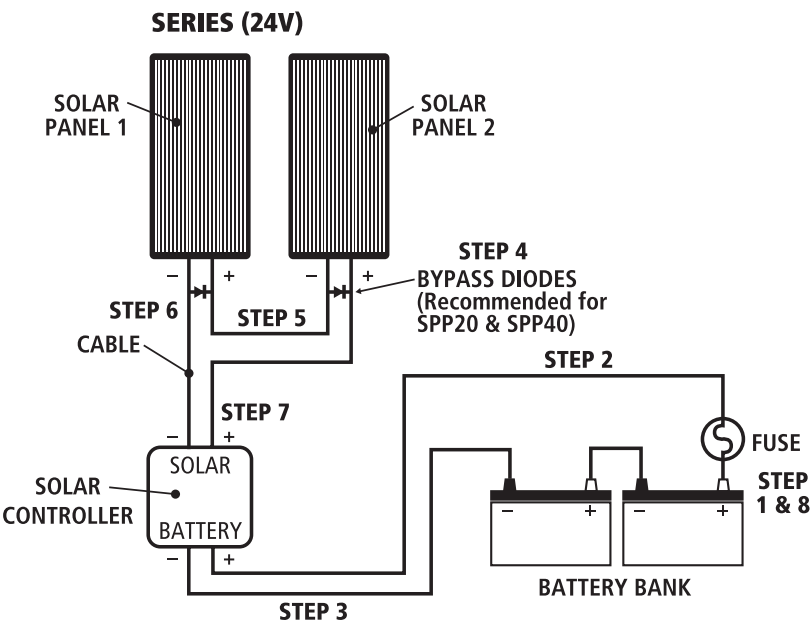 SERIES (24V)
SOLAR
PANEL 1
SOLAR
PANEL 2
STEP 4
BYPASS DIODES
(Recommended for
SPP20 & SPP40)
− + − +
STEP 6
STEP 5
CABLE
STEP 2
STEP 7
− +
SOLAR
FUSE
SOLAR
CONTROLLER
STEP
1 & 8
BATTERY
− + − +
− +
BATTERY BANK
STEP 3